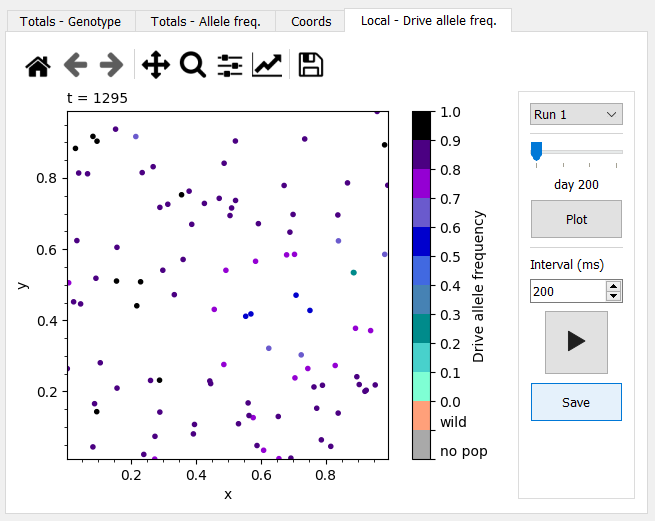 Totals - Genotype
Totals - Allele freq.
Coords
Local - Drive allele freq.
t = 1295
y
0.8
0.6
0.4
0.2
0.2
0.4
0.6
0.8
x
1.0
0.9
0.8
0.7
0.6
0.5
0.4
0.3
0.2
0.1
0.0
wild
no pop
Drive allele frequency
Run 1
day 200
Plot
Interval (ms)
200
Save